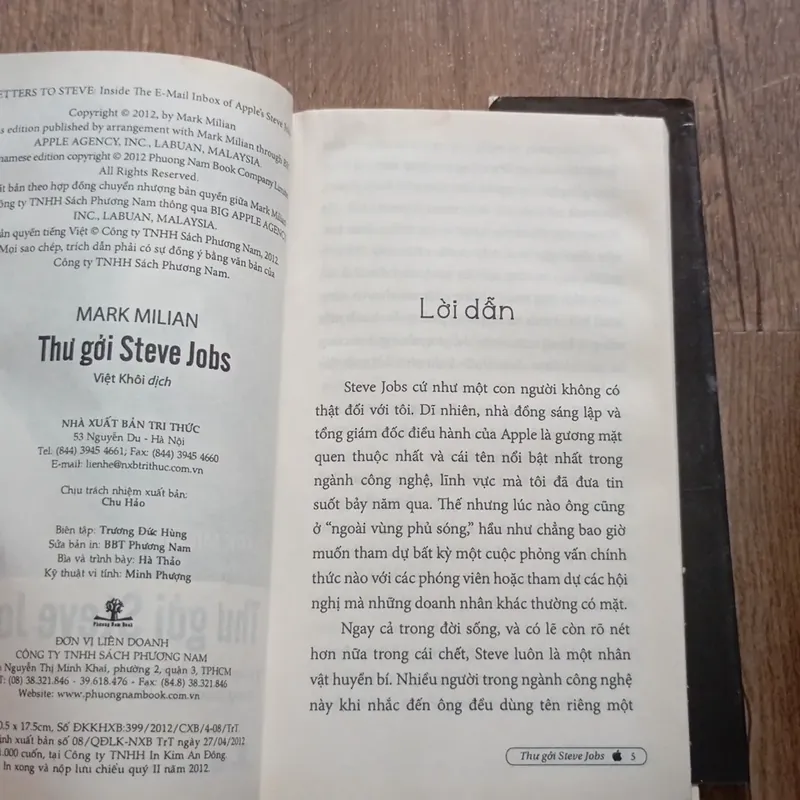 LETTERS TO STEVE: Inside The E-Mail Inbox of Apple's Steve
Copyright © 2012, by Mark Milian
edition published by arrangement with Mark Milian through
APPLE AGENCY, INC., LABUAN, MALAYSIA.
edition copyright © 2012 Phuong Nam Book Company
All Rights Reserved.
bản theo hợp đồng chuyển nhượng bản quyền giữa Mark Milian
ty TNHH Sách Phương Nam thông qua BIG APPLE AGENCY
INC., LABUAN, MALAYSIA.
quyền tiếng Việt © Công ty TNHH Sách Phương Nam, 2012
Mọi sao chép, trích dẫn phải có sự đồng ý bằng văn bản của
Công ty TNHH Sách Phương Nam.
MARK MILIAN
Thư gởi Steve Jobs
Việt Khôi dịch
NHÀ XUẤT BẢN TRI THỨC
53 Nguyễn Du - Hà Nội
Tel: (844) 3945 4661; Fax: (844) 3945 4660
E-mail: lienhe@nxbtrithuc.com.vn
Chịu trách nhiệm xuất bản:
Chu Hảo
Biên tập: Trương Đức Hùng
Sửa bản in: BBT Phương Nam
Bìa và trình bày: Hà Thảo
Kỹ thuật vi tính: Minh Phượng
Phuong Nam Book
ĐƠN VỊ LIÊN DOANH
CÔNG TY TNHH SÁCH PHƯƠNG NAM
Nguyễn Thị Minh Khai, phường 2, quận 3, TPHCM
(08) 38.321.846 - 39.618.476 - Fax: (84.8) 38.321.846
Website: www.phuongnambook.com.vn
x 17.5cm, Số ĐKKHXB:399/2012/CXB/4-08/TrT.
xuất bản số 08/QĐLK-NXB TrT ngày 27/04/2012
cuốn, tại Công ty TNHH In Kim An Đông.
In xong và nộp lưu chiểu quý II năm 2012.
Lời dẫn
Steve Jobs cứ như một con người không có
thật đối với tôi. Dĩ nhiên, nhà đồng sáng lập và
tổng giám đốc điều hành của Apple là gương mặt
quen thuộc nhất và cái tên nổi bật nhất trong
ngành công nghệ, lĩnh vực mà tôi đã đưa tin
suốt bảy năm qua. Thế nhưng lúc nào ông cũng
ở "ngoài vùng phủ sóng," hầu như chẳng bao giờ
muốn tham dự bất kỳ một cuộc phỏng vấn chính
thức nào với các phóng viên hoặc tham dự các hội
nghị mà những doanh nhân khác thường có mặt.
Ngay cả trong đời sống, và có lẽ còn rõ nét
hơn nữa trong cái chết, Steve luôn là một nhân
vật huyền bí. Nhiều người trong ngành công nghệ
này khi nhắc đến ông đều dùng tên riêng một
Thư gởi Steve Jobs 5